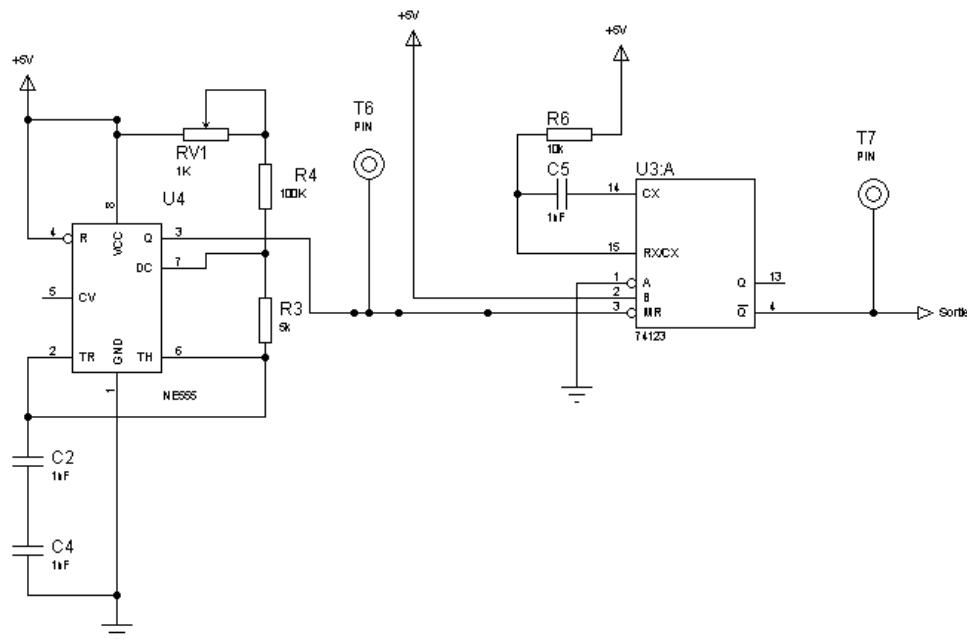 +5V
+5V
+5V
RV1
1K
R4
100K
T6
PIN
R6
10k
C5
1nF
T7
PIN
U4
8
4
R
VCC
Q
3
DC
7
5
CV
R3
5k
2
TR
GND
TH
6
1
NE555
U3:A
14
CX
15
RX/CX
1
A
2
B
3
MR
Q
13
Q
4
74123
Sortie
C2
1nF
C4
1nF